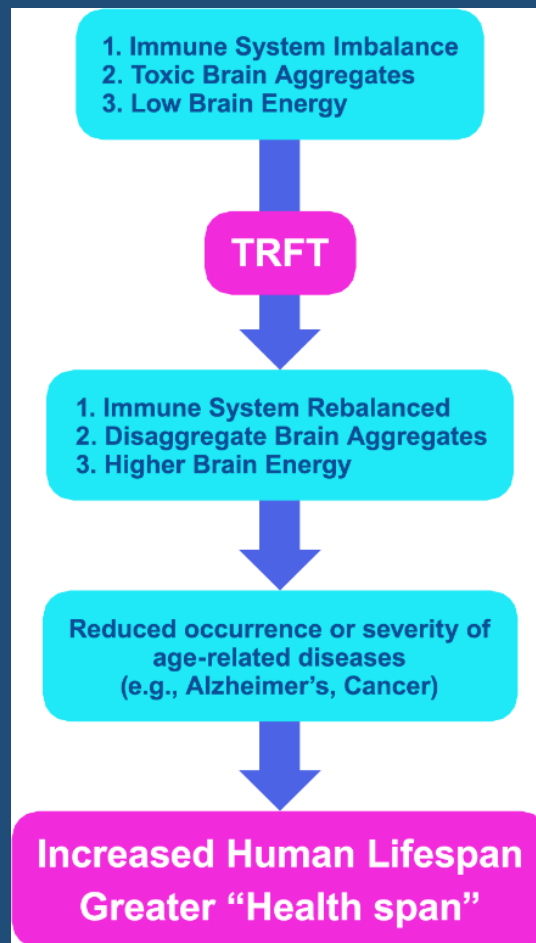 1. Immune System Imbalance
2. Toxic Brain Aggregates
3. Low Brain Energy
TRFT
1. Immune System Rebalanced
2. Disaggregate Brain Aggregates
3. Higher Brain Energy
Reduced occurrence or severity of
age-related diseases
(e.g., Alzheimer’s, Cancer)
Increased Human Lifespan
Greater “Health span”